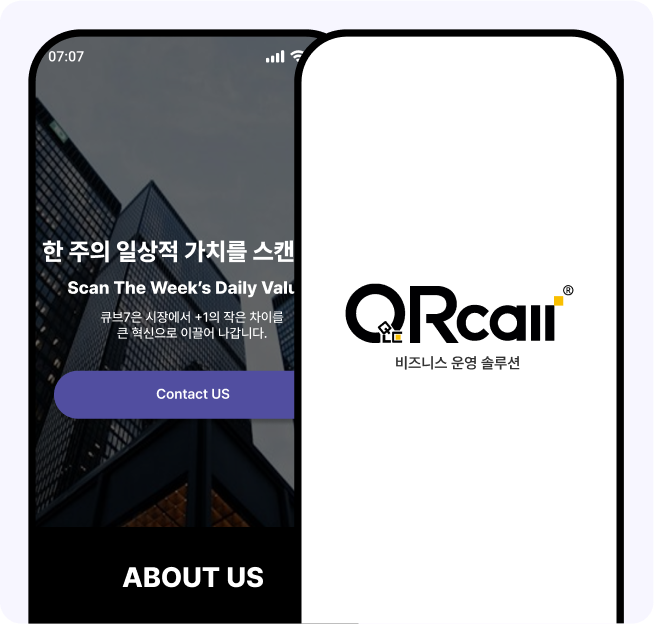 07:07
한 주의 일상적 가치를 스캔
Scan The Week’s Daily Valu
큐브7은 시장에서 +1의 작은 차이를
큰 혁신으로 이끌어 나갑니다.
Contact US
ABOUT US
QRcall®
비즈니스 운영 솔루션